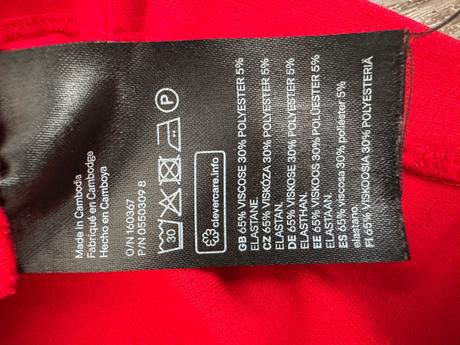 Made in Cambodia
Fabriqué en Cambodge
Hecho en Camboya
O/N 160367
P/N 0550309 8
30
P
clevercare.info
GB 65% VISCOSE 30% POLYESTER 5%
ELASTANE.
CZ 65% VISKÓZA 30% POLYESTER 5%
ELASTAN.
DE 65% VISKOSE 30% POLYESTER 5%
ELASTHAN.
EE 65% VISKOOS 30% POLÜESTER 5%
ELASTAAN.
ES 65% viscosa 30% poliéster 5%
elastano.
FI 65% VISKOOSIA 30% POLYESTERIÄ